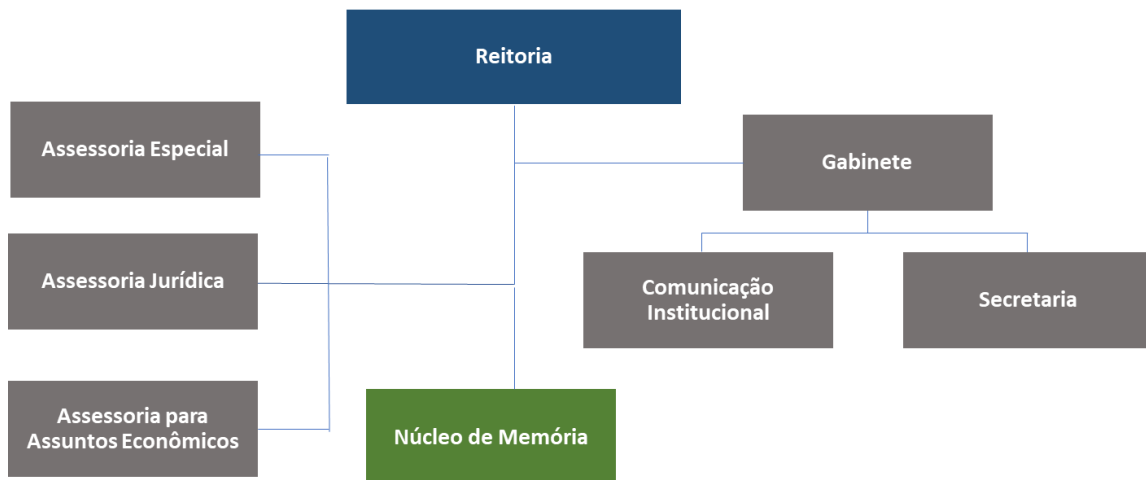 Reitoria
Assessoria Especial
Gabinete
Assessoria Jurídica
Comunicação
Institucional
Secretaria
Assessoria para
Assuntos Econômicos
Núcleo de Memória